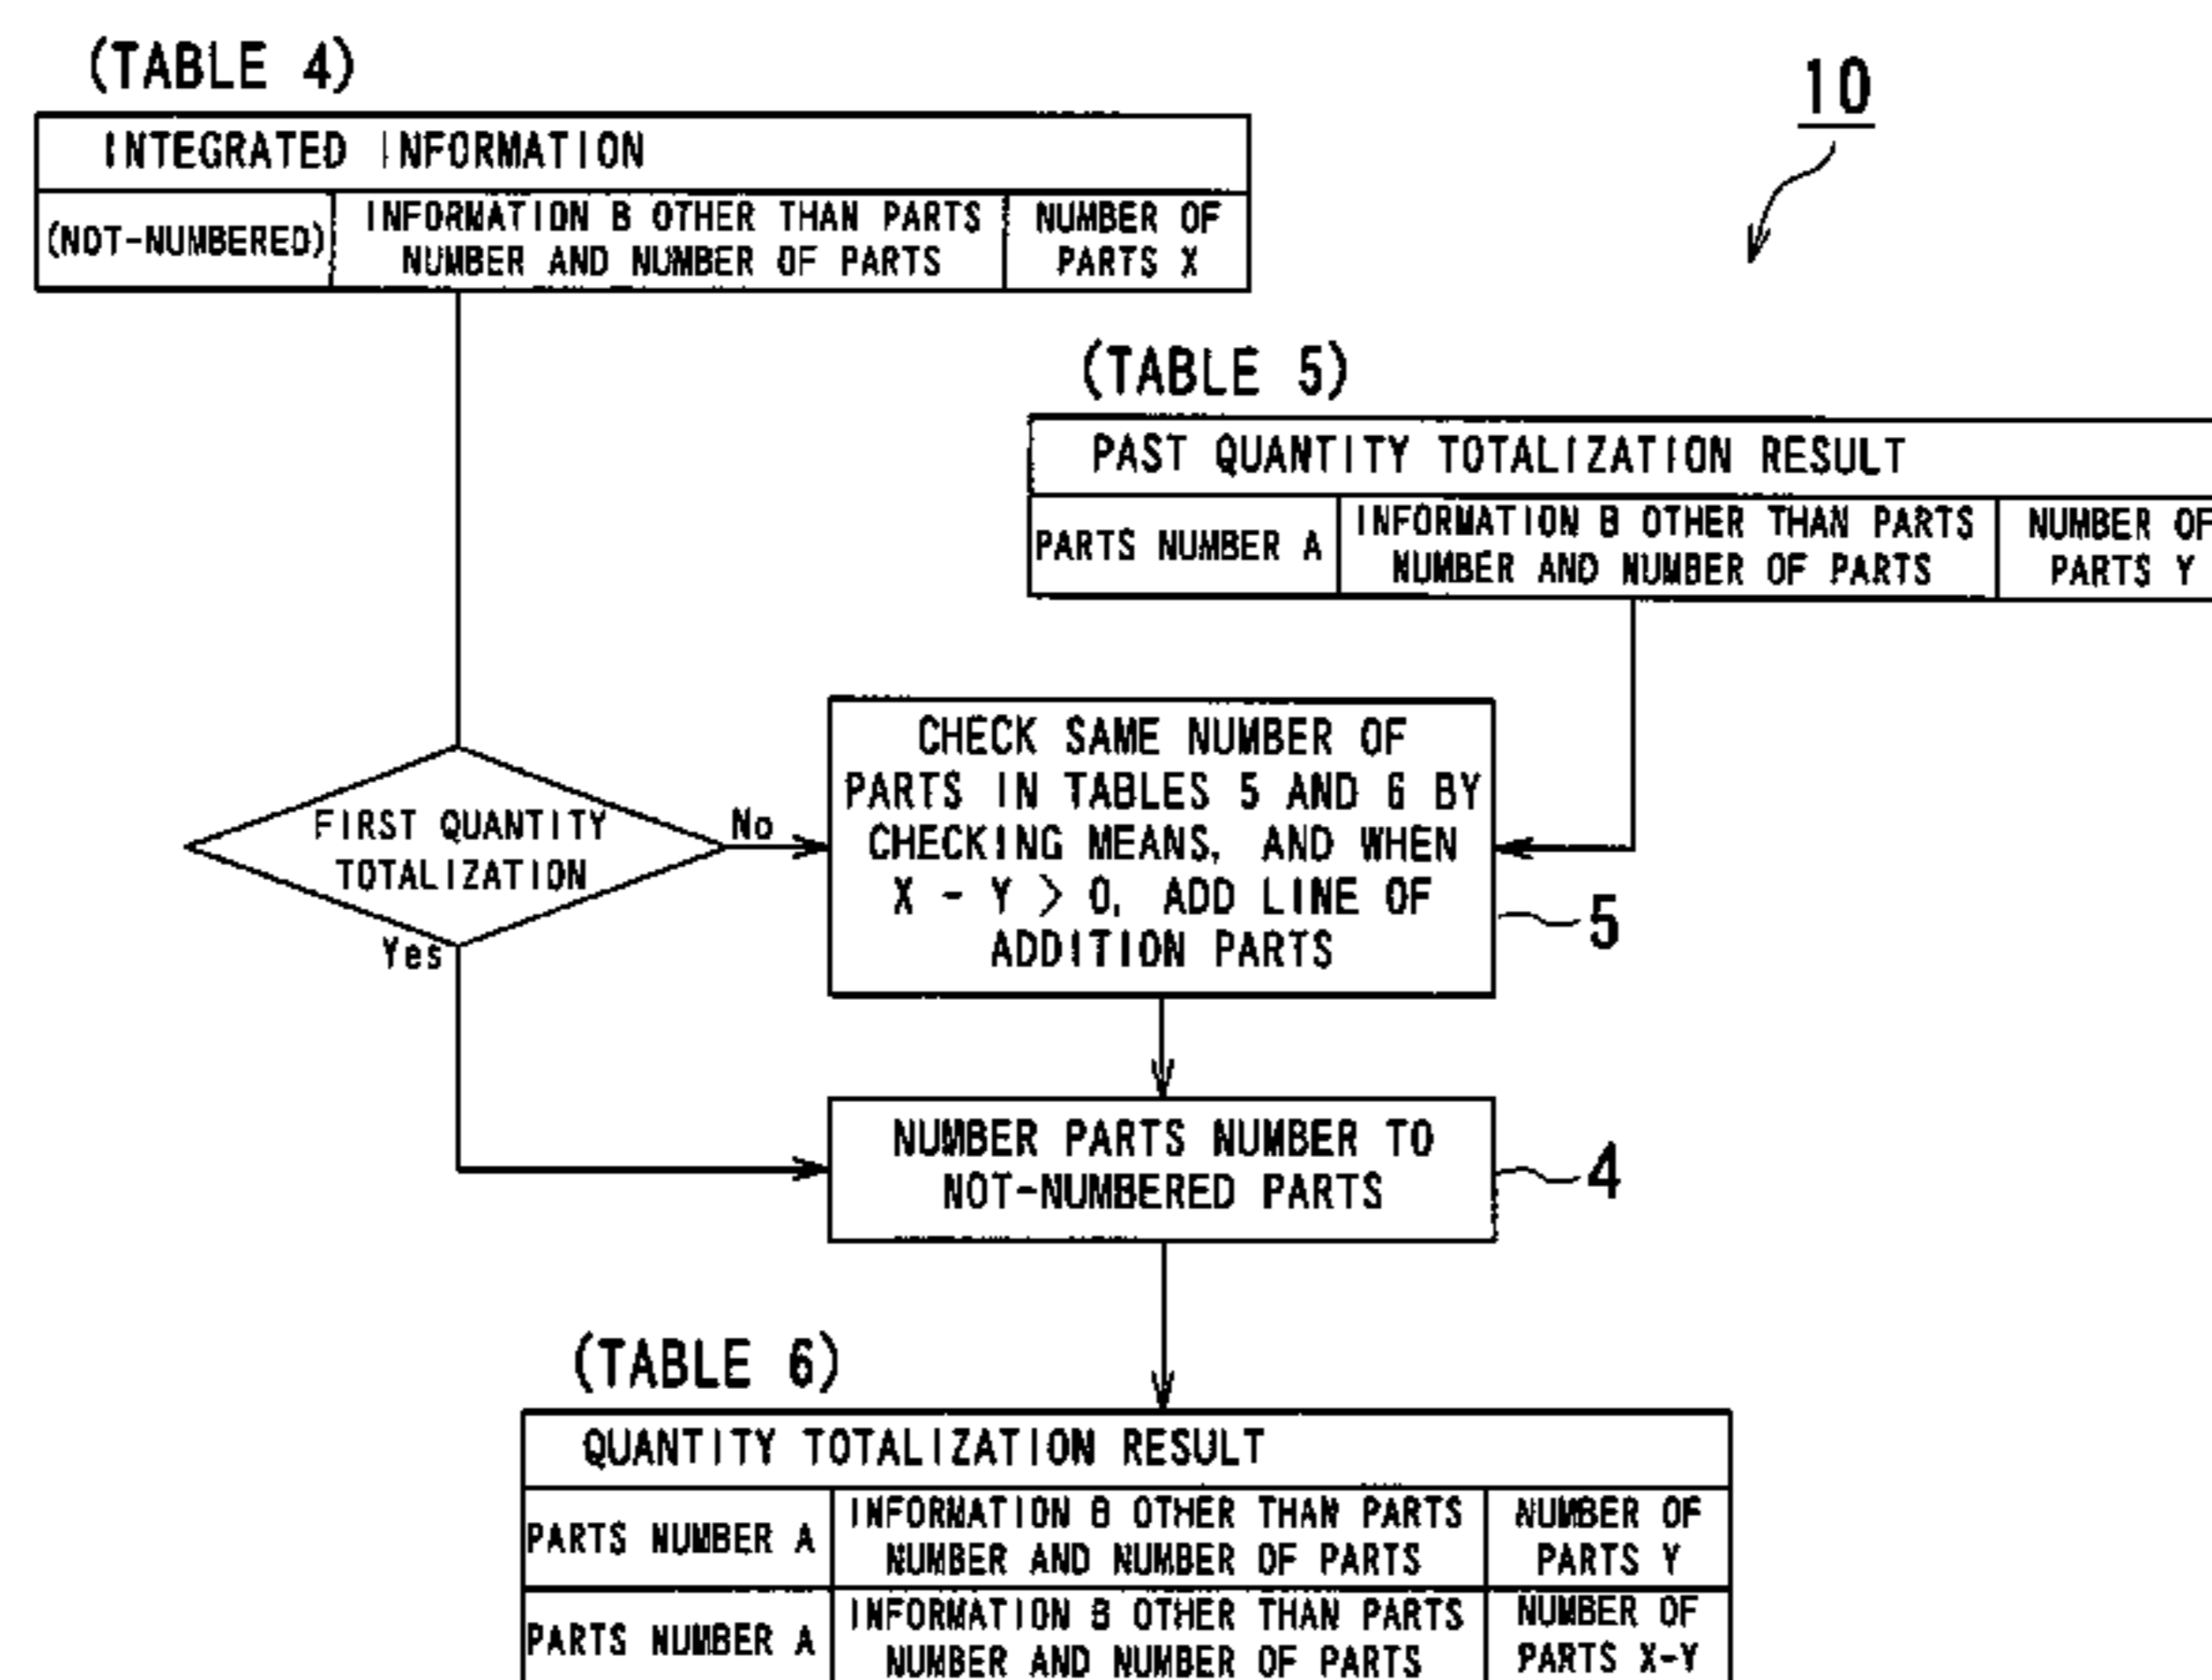 (TABLE 4)
10
INTEGRATED INFORMATION
(NOT-NUMBERED)
INFORMATION B OTHER THAN PARTS
NUMBER AND NUMBER OF PARTS
NUMBER OF
PARTS X
(TABLE 5)
PAST QUANTITY TOTALIZATION RESULT
PARTS NUMBER A
INFORMATION B OTHER THAN PARTS
NUMBER AND NUMBER OF PARTS
NUMBER OF
PARTS Y
FIRST QUANTITY
TOTALIZATION
No
Yes
CHECK SAME NUMBER OF
PARTS IN TABLES 5 AND 6 BY
CHECKING MEANS, AND WHEN
X - Y > 0, ADD LINE OF
ADDITION PARTS
5
NUMBER PARTS NUMBER TO
NOT-NUMBERED PARTS
4
(TABLE 6)
QUANTITY TOTALIZATION RESULT
PARTS NUMBER A
INFORMATION B OTHER THAN PARTS
NUMBER AND NUMBER OF PARTS
NUMBER OF
PARTS Y
PARTS NUMBER A
INFORMATION B OTHER THAN PARTS
NUMBER AND NUMBER OF PARTS
NUMBER OF
PARTS X-Y